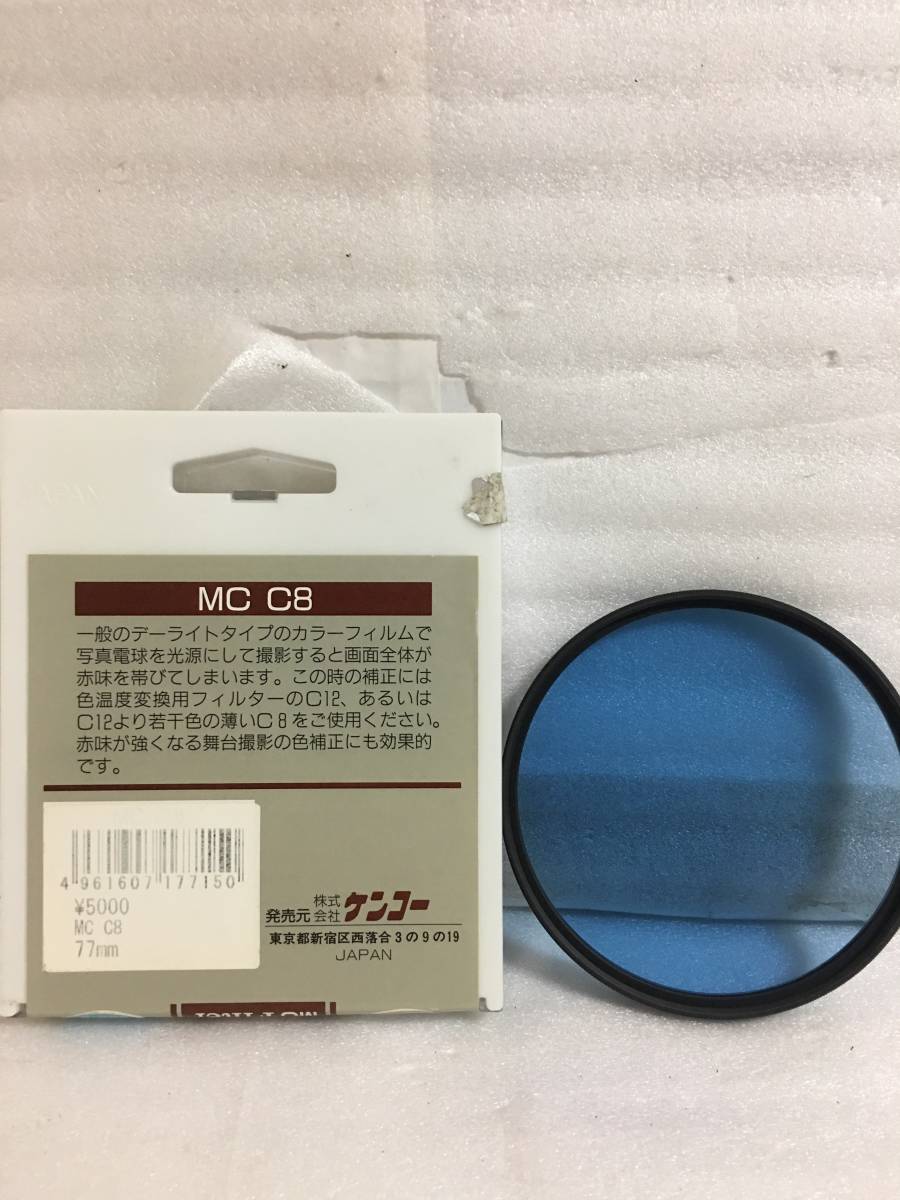 MC C8
一般のデーライトタイプのカラーフィルムで
写真電球を光源にして撮影すると画面全体が
赤味を帯びてしまいます。この時の補正には
色温度変換用フィルターのC12、あるいは
C12より若干色の薄いC8をご使用ください。
赤味が強くなる舞台撮影の色補正にも効果的
です。
4 961607 177150
¥5000
MC C8
77mm
発売元 株式会社 ケンコー
東京都新宿区西落合3の9の19
JAPAN